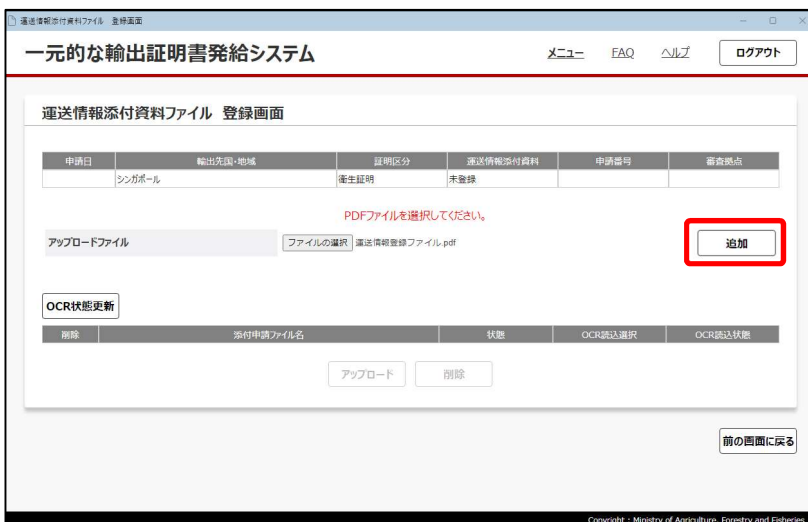 運送情報添付資料ファイル 登録画面
一元的な輸出証明書発給システム
メニュー FAQ ヘルプ ログアウト
運送情報添付資料ファイル 登録画面
申請日 輸出先国・地域 証明区分 運送情報添付資料 申請番号 審査拠点
シンガポール 衛生証明 未登録
PDFファイルを選択してください。
アップロードファイル ファイルの選択 運送情報登録ファイル.pdf 追加
OCR状態更新
削除 添付申請ファイル名 状態 OCR読込選択 OCR読込状態
アップロード 削除
前の画面に戻る
Copyright : Ministry of Agriculture, Forestry and Fisheries